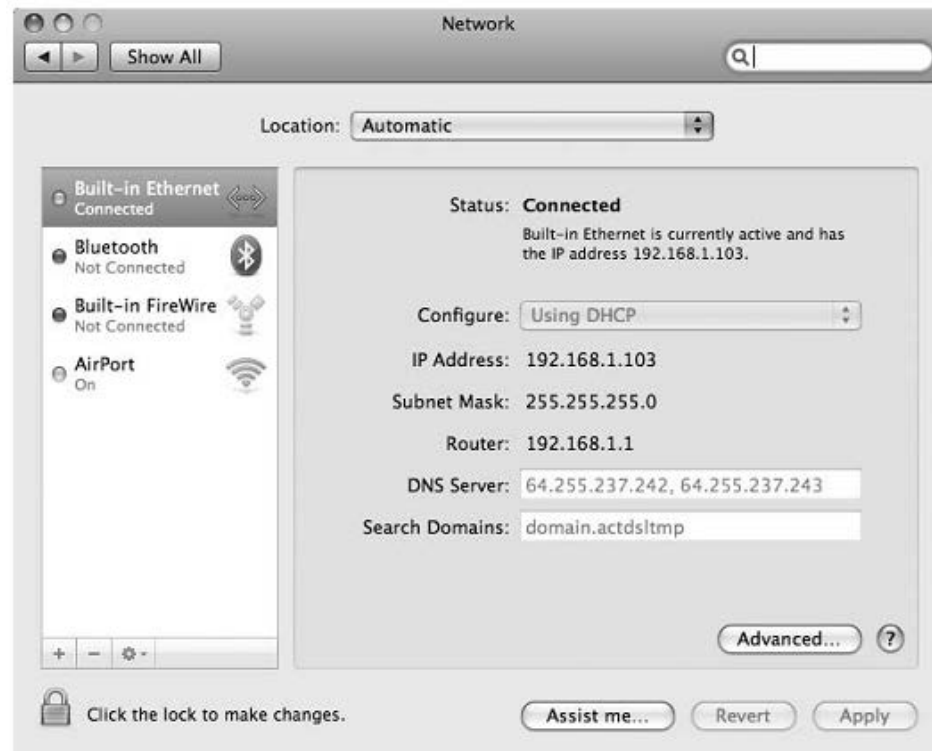 Network
Show All
Location: Automatic
Built-in Ethernet
Connected
Bluetooth
Not Connected
Built-in FireWire
Not Connected
AirPort
On
Status: Connected
Built-in Ethernet is currently active and has
the IP address 192.168.1.103.
Configure: Using DHCP
IP Address: 192.168.1.103
Subnet Mask: 255.255.255.0
Router: 192.168.1.1
DNS Server: 64.255.237.242, 64.255.237.243
Search Domains: domain.actdsltmp
Advanced... ?
Click the lock to make changes.
Assist me... Revert Apply